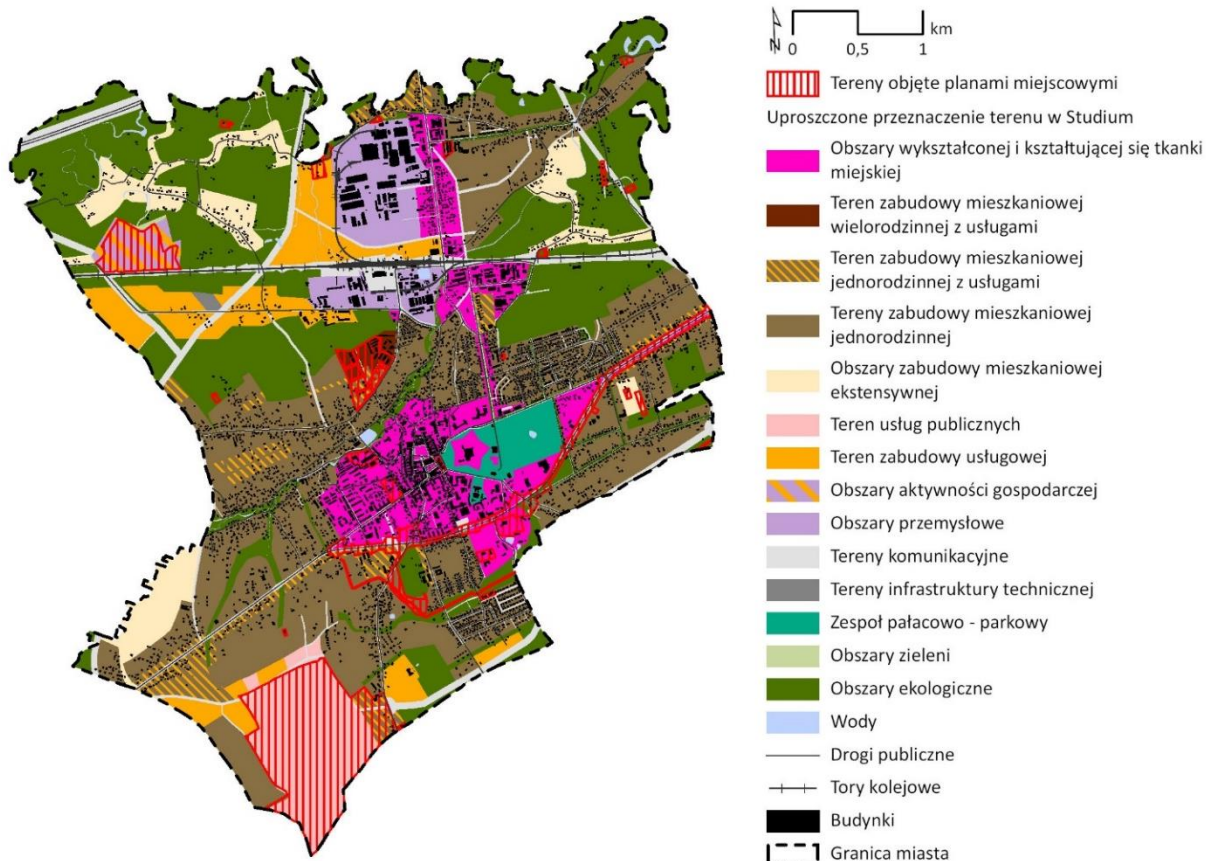 N
km
0 0,5 1
Tereny objęte planami miejscowymi
Uproszczone przeznaczenie terenu w Studium
Obszary wykształconej i kształtującej się tkanki
miejskiej
Teren zabudowy mieszkaniowej
wielorodzinnej z usługami
Teren zabudowy mieszkaniowej
jednorodzinnej z usługami
Tereny zabudowy mieszkaniowej
jednorodzinnej
Obszary zabudowy mieszkaniowej
ekstensywnej
Teren usług publicznych
Teren zabudowy usługowej
Obszary aktywności gospodarczej
Obszary przemysłowe
Tereny komunikacyjne
Tereny infrastruktury technicznej
Zespoł pałacowo - parkowy
Obszary zieleni
Obszary ekologiczne
Wody
Drogi publiczne
Tory kolejowe
Budynki
Granica miasta